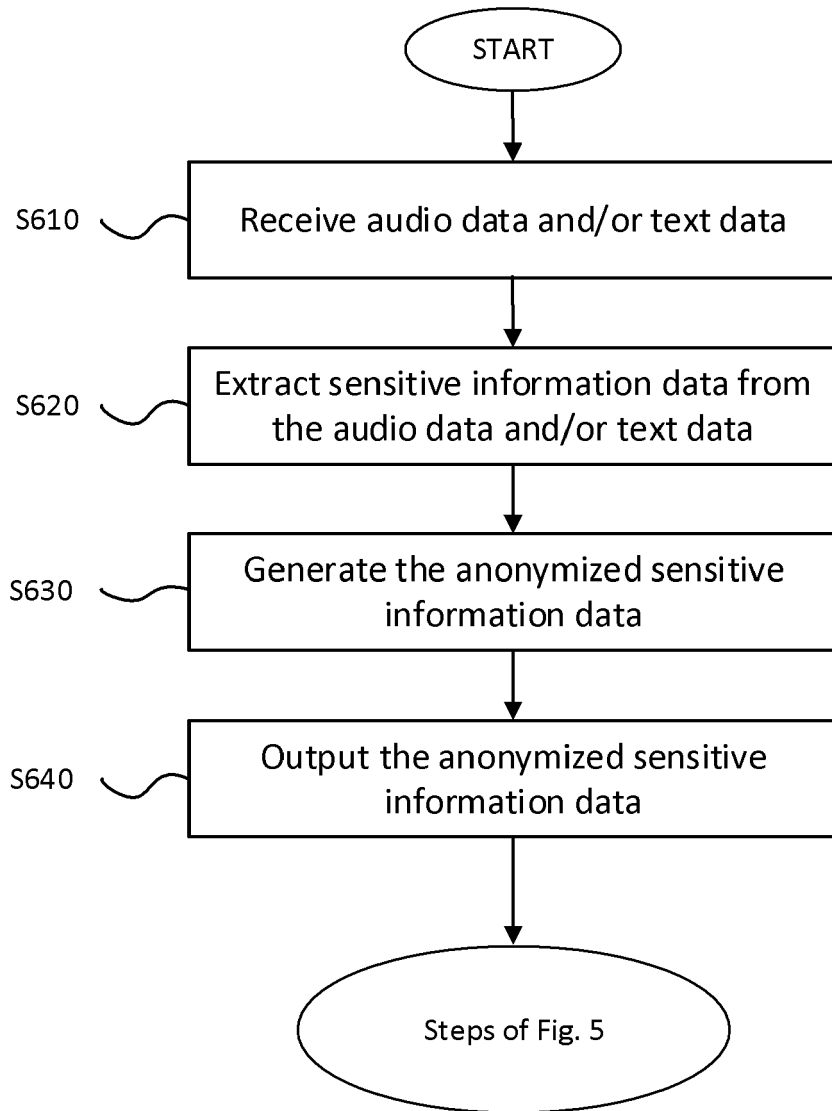 START
S610
Receive audio data and/or text data
S620
Extract sensitive information data from
the audio data and/or text data
S630
Generate the anonymized sensitive
information data
S640
Output the anonymized sensitive
information data
Steps of Fig. 5